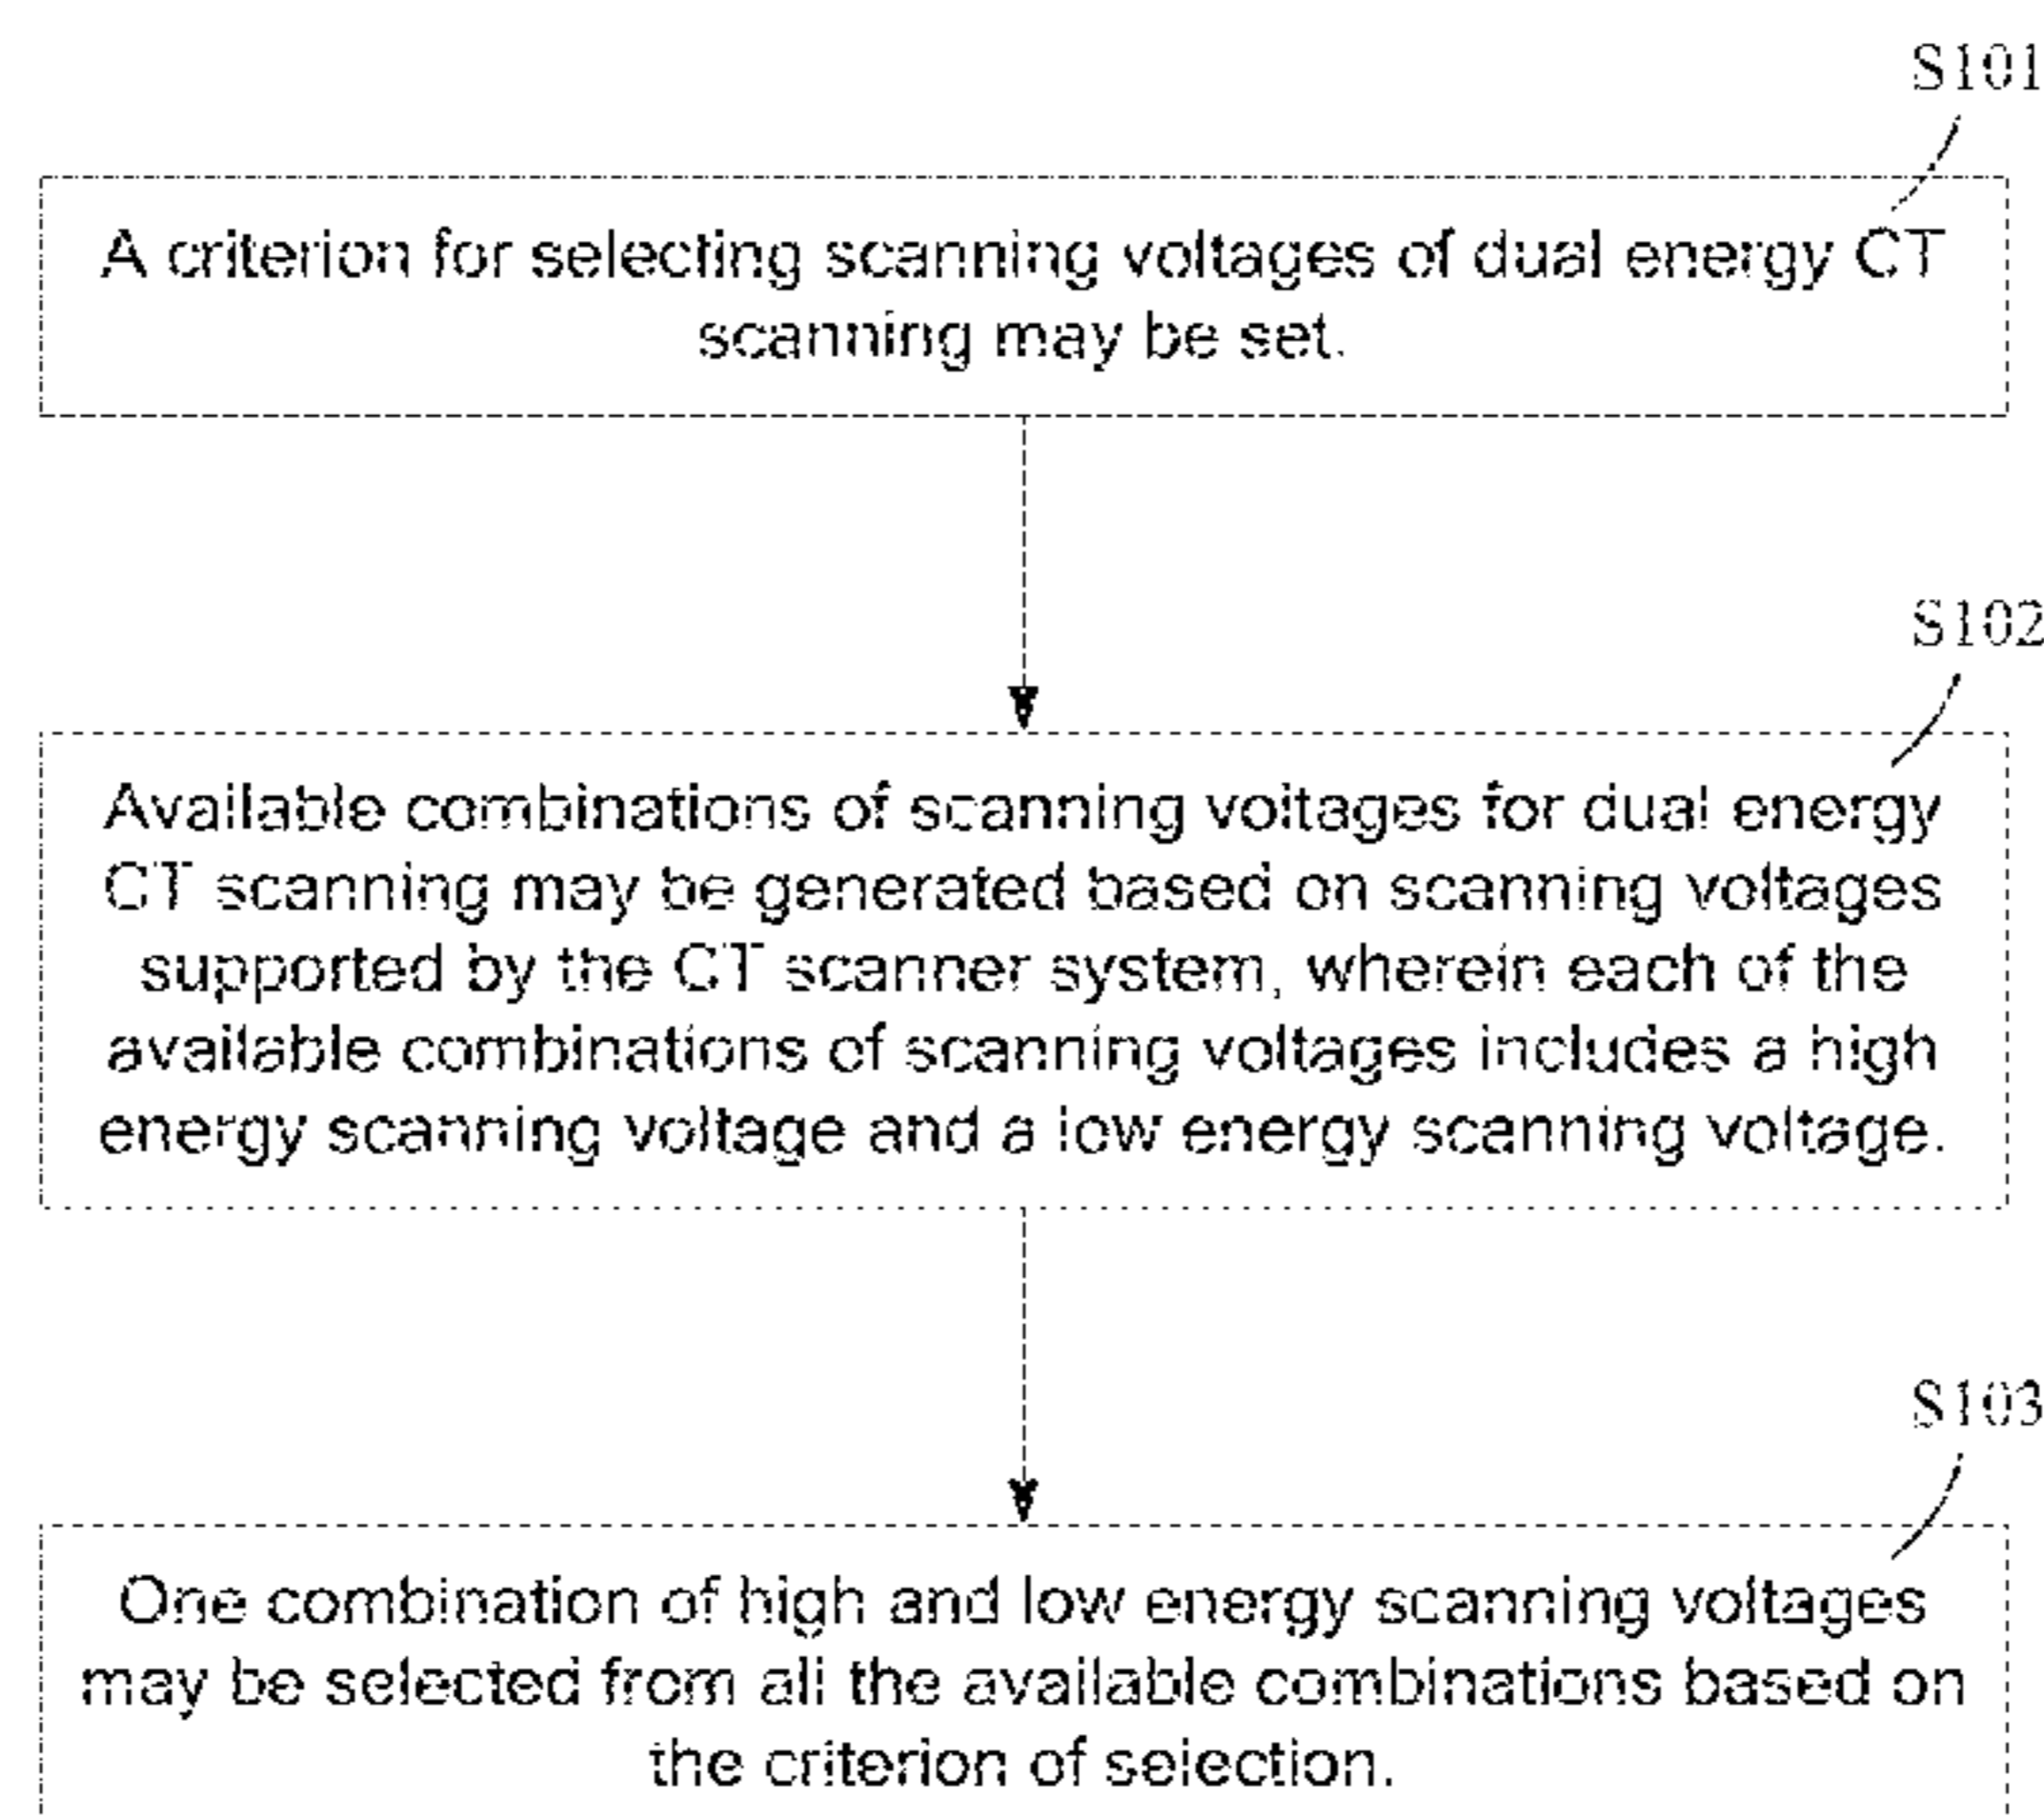 S101
A criterion for selecting scanning voltages of dual energy CT
scanning may be set.
S102
Available combinations of scanning voltages for dual energy
CT scanning may be generated based on scanning voltages
supported by the CT scanner system, wherein each of the
available combinations of scanning voltages includes a high
energy scanning voltage and a low energy scanning voltage.
S103
One combination of high and low energy scanning voltages
may be selected from all the available combinations based on
the criterion of selection.